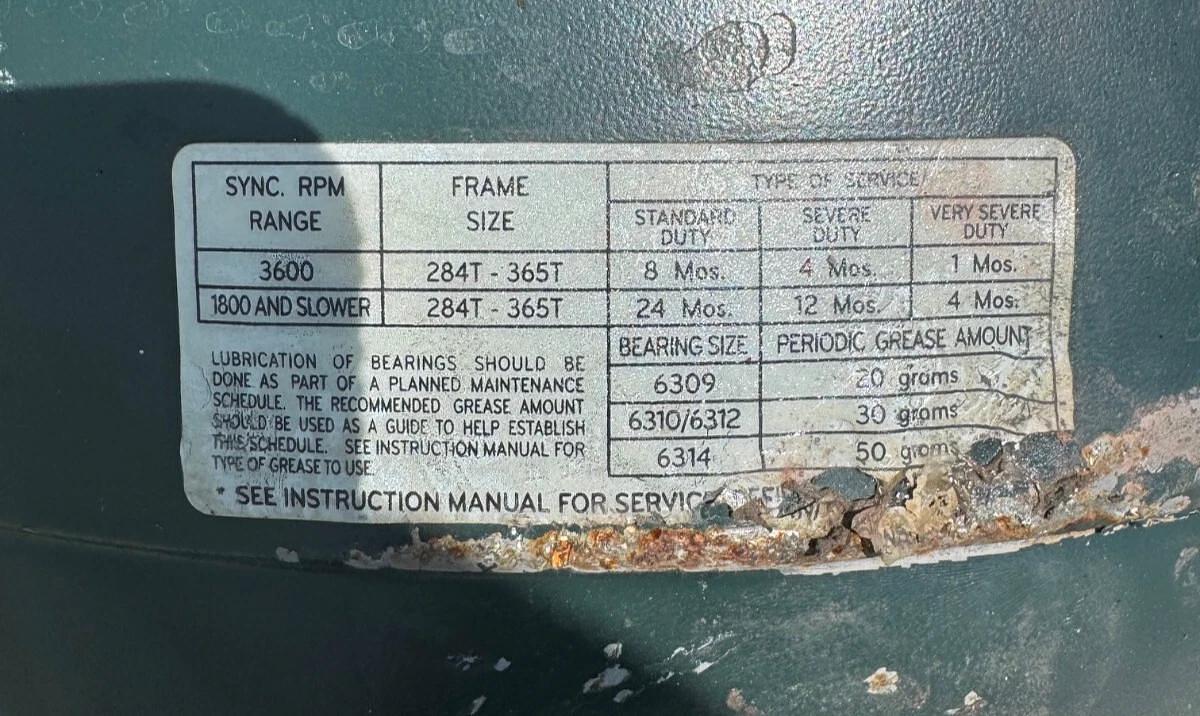 SYNC. RPM RANGE FRAME SIZE TYPE OF SERVICE
STANDARD DUTY SEVERE DUTY VERY SEVERE DUTY
3600 284T - 365T 8 Mos. 4 Mos. 1 Mos.
1800 AND SLOWER 284T - 365T 24 Mos. 12 Mos. 4 Mos.
BEARING SIZE PERIODIC GREASE AMOUNT
6309 20 grams
6310/6312 30 grams
6314 50 grams
LUBRICATION OF BEARINGS SHOULD BE
DONE AS PART OF A PLANNED MAINTENANCE
SCHEDULE. THE RECOMMENDED GREASE AMOUNT
SHOULD BE USED AS A GUIDE TO HELP ESTABLISH
THIS SCHEDULE. SEE INSTRUCTION MANUAL FOR
TYPE OF GREASE TO USE.
* SEE INSTRUCTION MANUAL FOR SERVICE